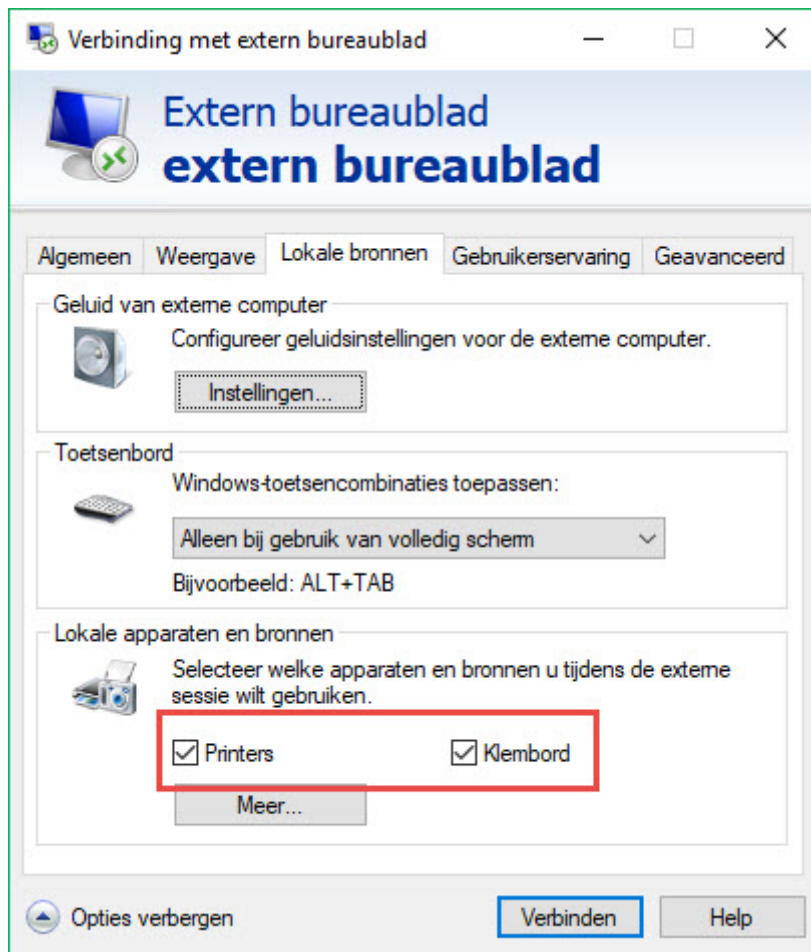 Verbinding met extern bureaublad
Extern bureaublad
extern bureaublad
Algemeen Weergave Lokale bronnen Gebruikerservaring Geavanceerd
Geluid van externe computer
Configureer geluidsinstellingen voor de externe computer.
Instellingen...
Toetsenbord
Windows-toetsencombinaties toepassen:
Alleen bij gebruik van volledig scherm
Bijvoorbeeld: ALT+TAB
Lokale apparaten en bronnen
Selecteer welke apparaten en bronnen u tijdens de externe
sessie wilt gebruiken.
Printers Klembord
Meer...
Opties verbergen Verbinden Help